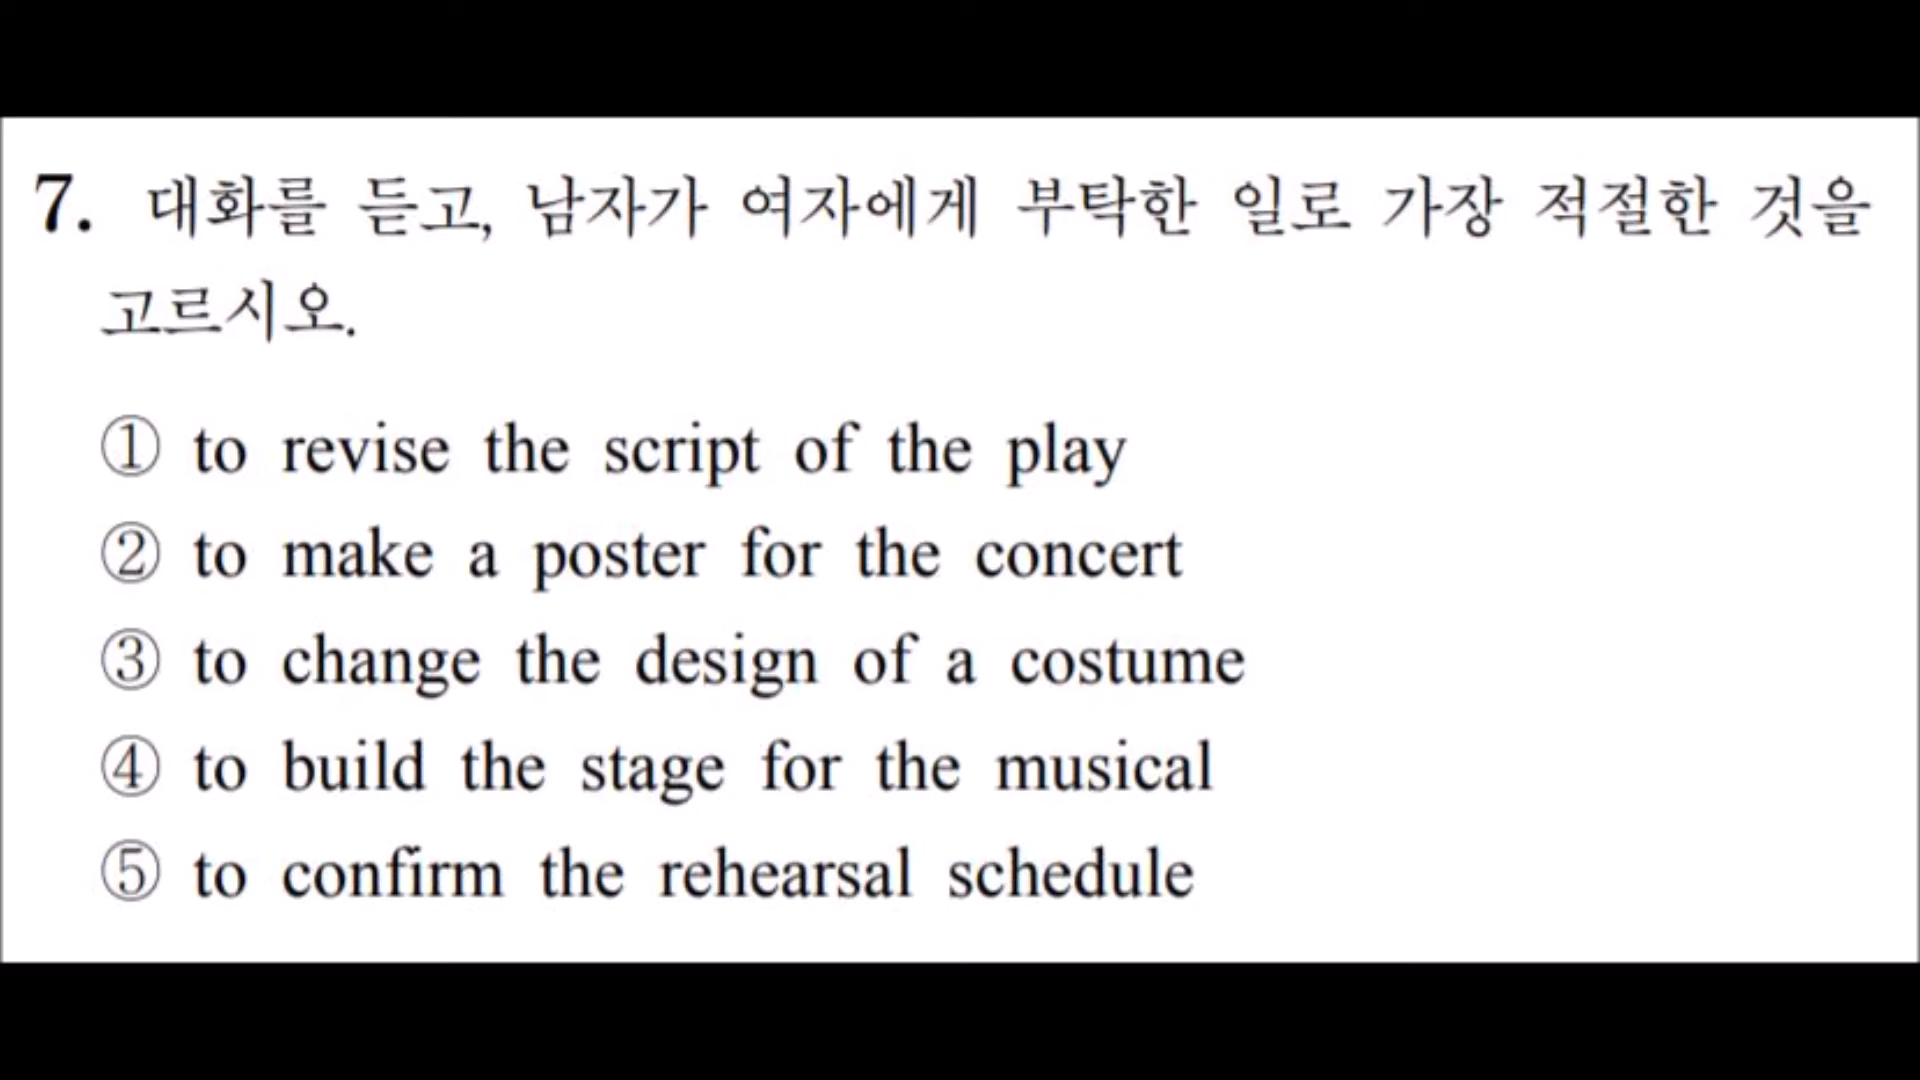 7. 대화를 듣고, 남자가 여자에게 부탁한 일로 가장 적절한 것을
고르시오.
① to revise the script of the play
② to make a poster for the concert
③ to change the design of a costume
④ to build the stage for the musical
⑤ to confirm the rehearsal schedule